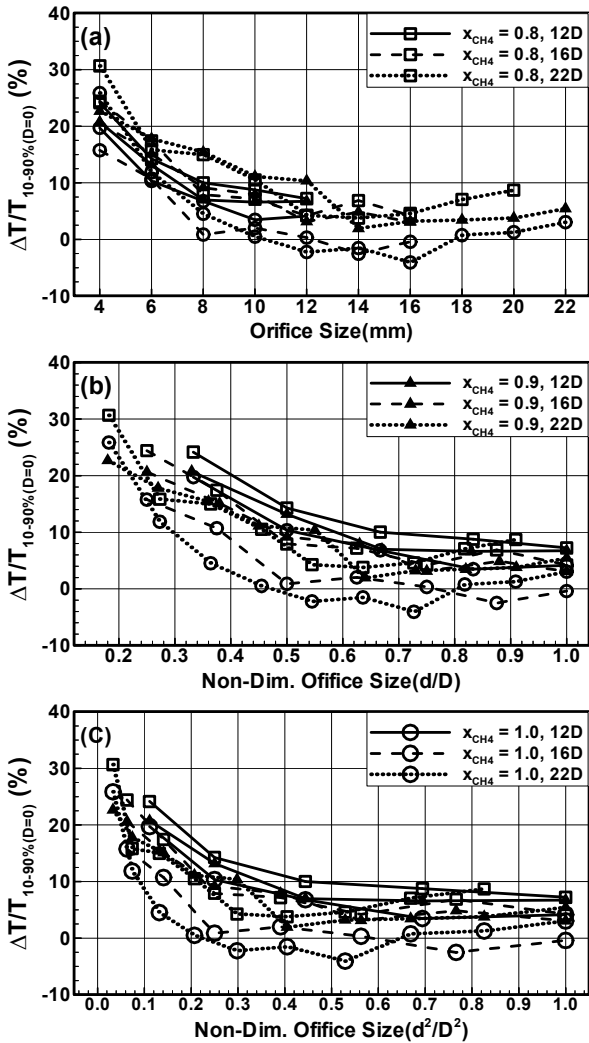 (a)
x_CH4 = 0.8, 12D
x_CH4 = 0.8, 16D
x_CH4 = 0.8, 22D
ΔT/T_10-90%(D=0) (%)
40
30
20
10
0
-10
4 6 8 10 12 14 16 18 20 22
Orifice Size(mm)
(b)
x_CH4 = 0.9, 12D
x_CH4 = 0.9, 16D
x_CH4 = 0.9, 22D
ΔT/T_10-90%(D=0) (%)
40
30
20
10
0
-10
0.2 0.3 0.4 0.5 0.6 0.7 0.8 0.9 1.0
Non-Dim. Ofifice Size(d/D)
(C)
x_CH4 = 1.0, 12D
x_CH4 = 1.0, 16D
x_CH4 = 1.0, 22D
ΔT/T_10-90%(D=0) (%)
40
30
20
10
0
-10
0.0 0.1 0.2 0.3 0.4 0.5 0.6 0.7 0.8 0.9 1.0
Non-Dim. Ofifice Size(d²/D²)